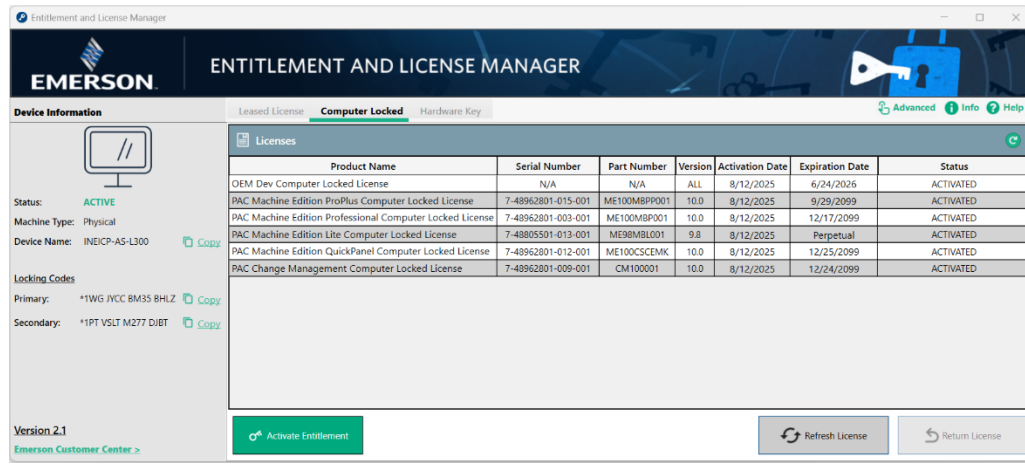 Entitlement and License Manager
EMERSON
ENTITLEMENT AND LICENSE MANAGER
Device Information
Leased License Computer Locked Hardware Key
Advanced Info Help
Licenses
Product Name Serial Number Part Number Version Activation Date Expiration Date Status
OEM Dev Computer Locked License N/A N/A ALL 8/12/2025 6/24/2026 ACTIVATED
PAC Machine Edition ProPlus Computer Locked License 7-48962801-015-001 ME100MBPP001 10.0 8/12/2025 9/29/2099 ACTIVATED
PAC Machine Edition Professional Computer Locked License 7-48962801-003-001 ME100MBP001 10.0 8/12/2025 12/17/2099 ACTIVATED
PAC Machine Edition Lite Computer Locked License 7-48805501-013-001 ME98MBL001 9.8 8/12/2025 Perpetual ACTIVATED
PAC Machine Edition QuickPanel Computer Locked License 7-48962801-012-001 ME100CSCEMK 10.0 8/12/2025 12/25/2099 ACTIVATED
PAC Change Management Computer Locked License 7-48962801-009-001 CM100001 10.0 8/12/2025 12/24/2099 ACTIVATED
Status: ACTIVE
Machine Type: Physical
Device Name: INEICP-AS-L300 Copy
Locking Codes
Primary: *1WG JYCC BM35 BHLZ Copy
Secondary: *1PT VSLT M277 DJBT Copy
Version 2.1
Emerson Customer Center >
Activate Entitlement
Refresh License
Return License